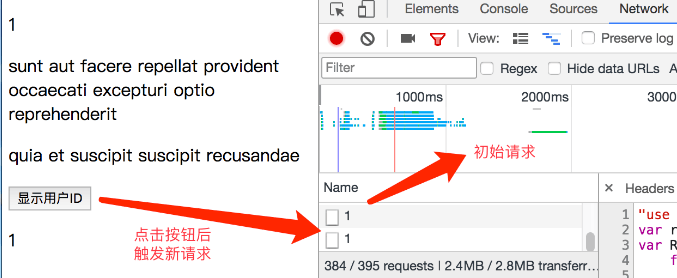 1
sunt aut facere repellat provident
occaecati excepturi optio
reprehenderit
quia et suscipit suscipit recusandae
显示用户ID
1
点击按钮后
触发新请求
Elements Console Sources Network
View: Preserve log
Filter Regex Hide data URLs A
1000ms 2000ms 3000
初始请求
Name × Headers
1
1
384 / 395 requests | 2.4MB / 2.8MB transferr...
1 "use
2 var r
3 var R
4 f
5